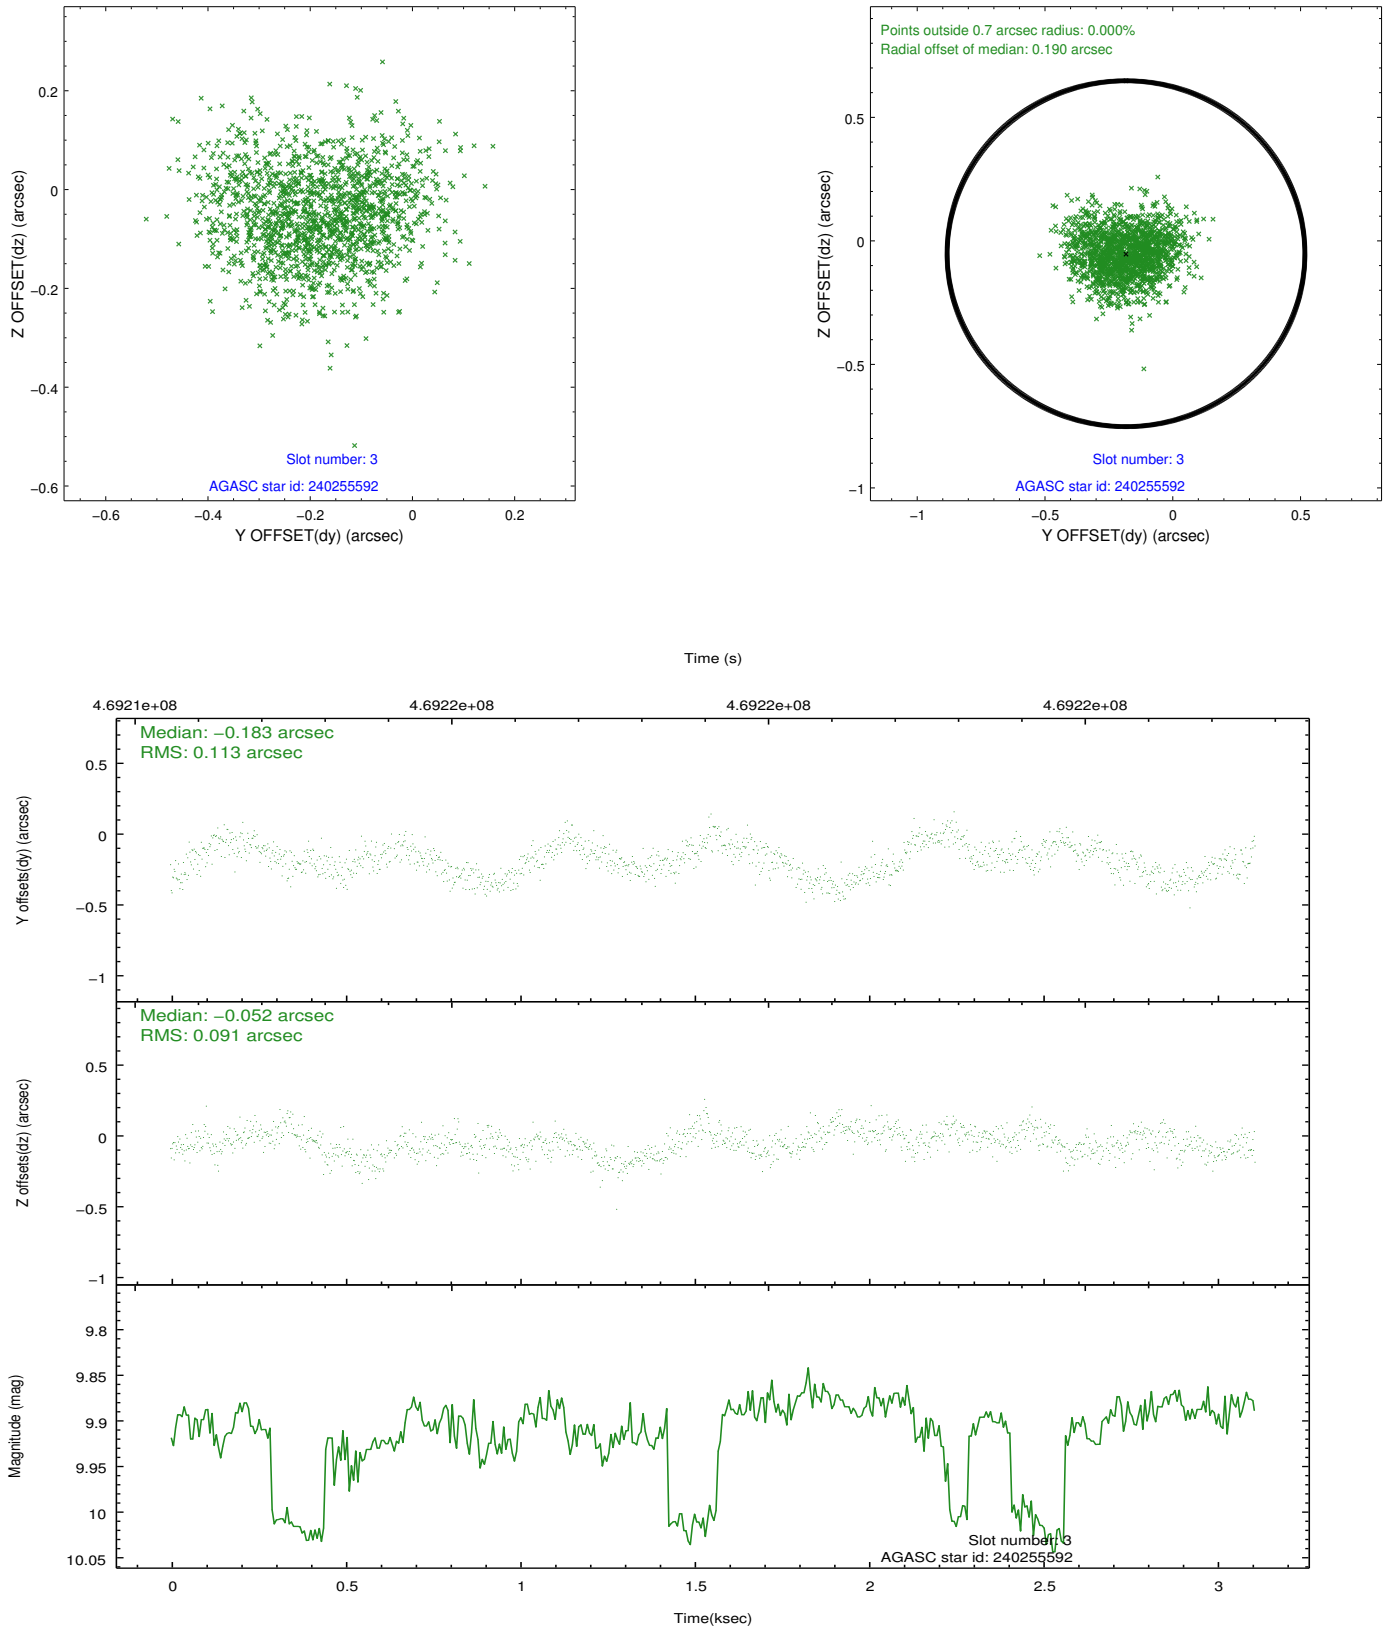 0.2
0
−0.2
−0.4
−0.6
Z OFFSET(dz) (arcsec)
Slot number: 3
AGASC star id: 240255592
−0.6 −0.4 −0.2 0 0.2
Y OFFSET(dy) (arcsec)
Points outside 0.7 arcsec radius: 0.000%
Radial offset of median: 0.190 arcsec
0.5
0
−0.5
−1
Z OFFSET(dz) (arcsec)
Slot number: 3
AGASC star id: 240255592
−1 −0.5 0 0.5
Y OFFSET(dy) (arcsec)
Time (s)
4.6921e+08 4.6922e+08 4.6922e+08 4.6922e+08
Median: −0.183 arcsec
RMS: 0.113 arcsec
0.5
0
−0.5
−1
Y offsets(dy) (arcsec)
Median: −0.052 arcsec
RMS: 0.091 arcsec
0.5
0
−0.5
−1
Z offsets(dz) (arcsec)
9.8
9.85
9.9
9.95
10
10.05
Magnitude (mag)
Slot number: 3
AGASC star id: 240255592
0 0.5 1 1.5 2 2.5 3
Time(ksec)